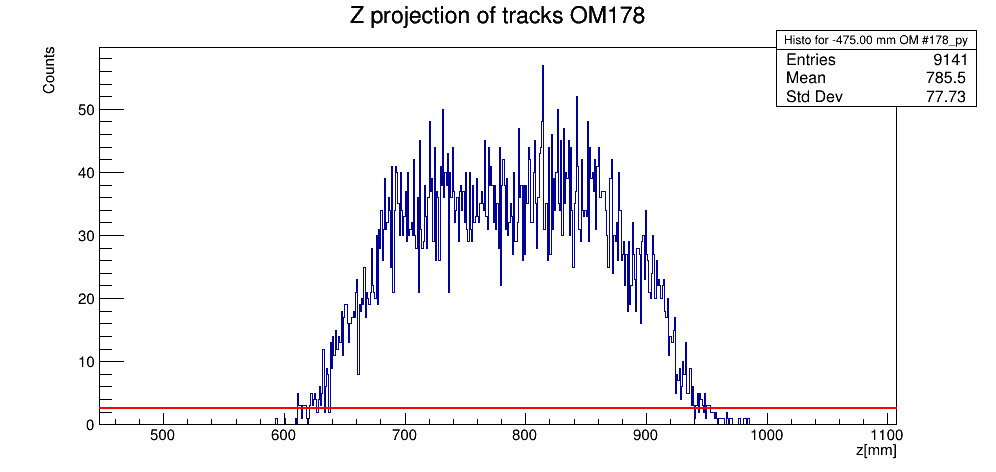 Z projection of tracks OM178
Histo for -475.00 mm OM #178_py
Entries 9141
Mean 785.5
Std Dev 77.73
Counts
50
40
30
20
10
0
500 600 700 800 900 1000 1100
z[mm]